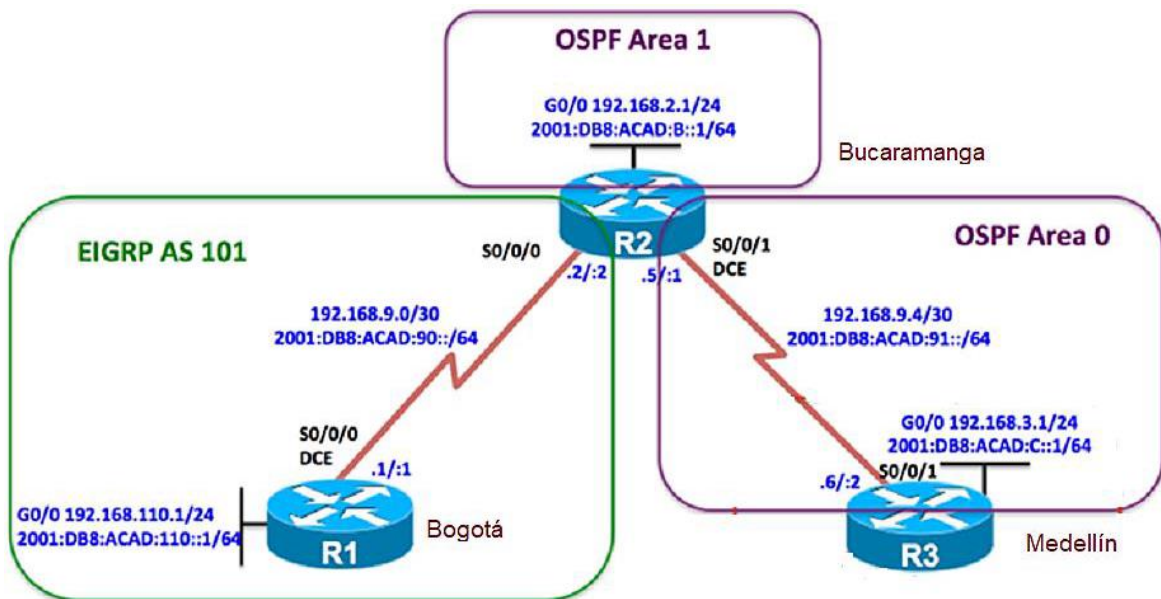 OSPF Area 1
G0/0 192.168.2.1/24
2001:DB8:ACAD:B::1/64
Bucaramanga
EIGRP AS 101
S0/0/0
R2
S0/0/1
DCE
OSPF Area 0
.2/:2
.5/:1
192.168.9.0/30
2001:DB8:ACAD:90::/64
192.168.9.4/30
2001:DB8:ACAD:91::/64
S0/0/0
DCE
.1/:1
G0/0 192.168.3.1/24
2001:DB8:ACAD:C::1/64
.6/:2
S0/0/1
G0/0 192.168.110.1/24
2001:DB8:ACAD:110::1/64
R1
Bogotá
R3
Medellín